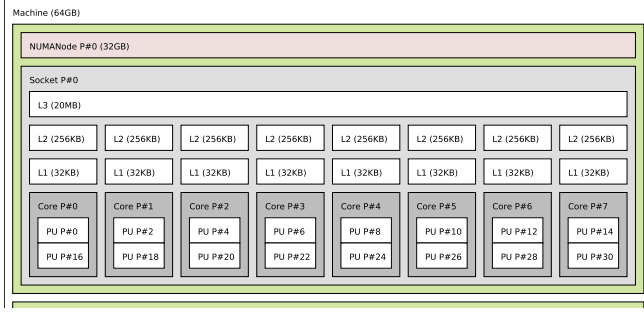 Machine (64GB)
NUMANode P#0 (32GB)
Socket P#0
L3 (20MB)
L2 (256KB) L2 (256KB) L2 (256KB) L2 (256KB) L2 (256KB) L2 (256KB) L2 (256KB) L2 (256KB)
L1 (32KB) L1 (32KB) L1 (32KB) L1 (32KB) L1 (32KB) L1 (32KB) L1 (32KB) L1 (32KB)
Core P#0 Core P#1 Core P#2 Core P#3 Core P#4 Core P#5 Core P#6 Core P#7
PU P#0 PU P#2 PU P#4 PU P#6 PU P#8 PU P#10 PU P#12 PU P#14
PU P#16 PU P#18 PU P#20 PU P#22 PU P#24 PU P#26 PU P#28 PU P#30